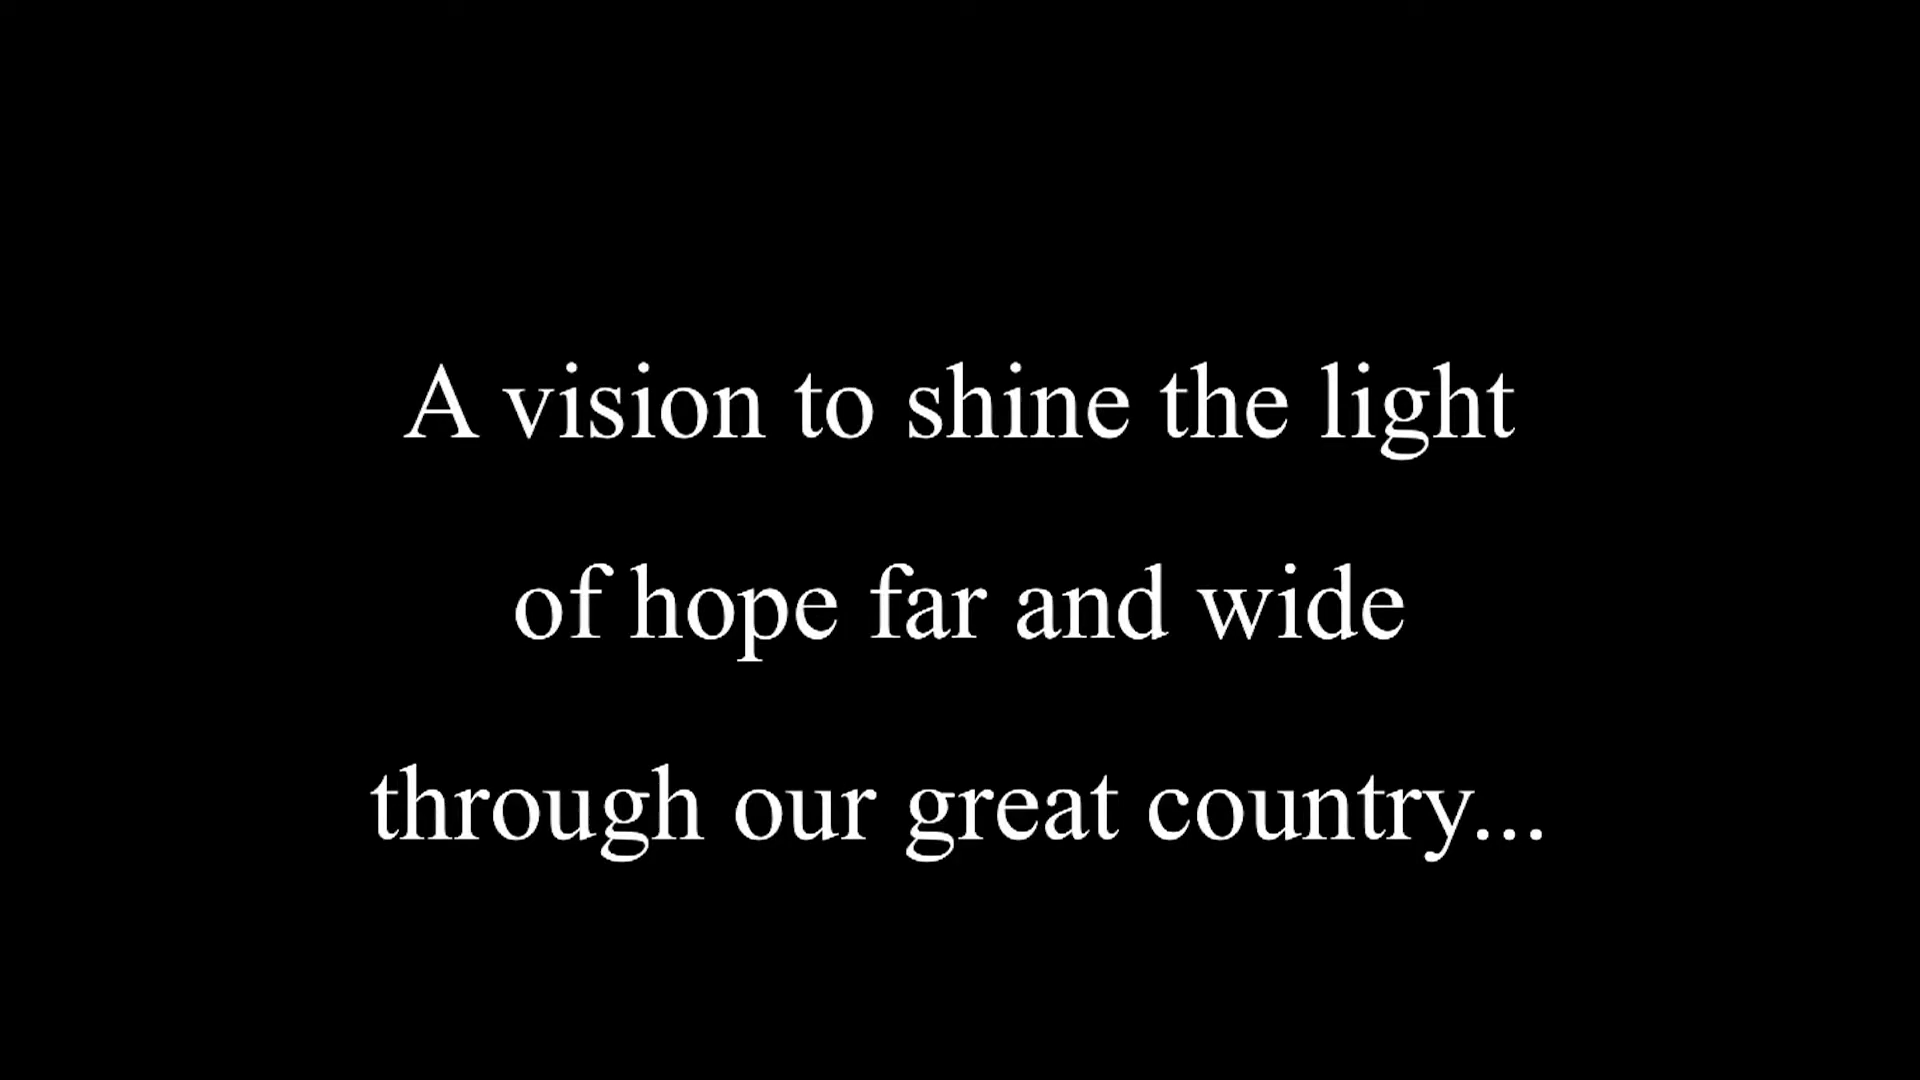 A vision to shine the light
of hope far and wide
through our great country...